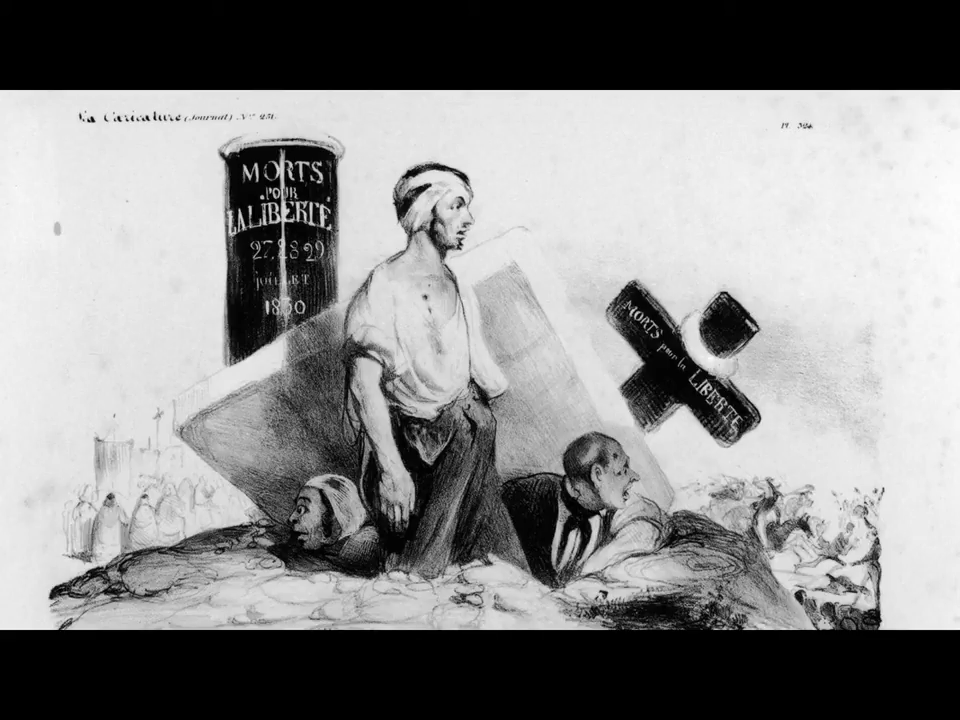 La Caricature (Journal) Nº 251.
Pl. 524.
MORTS
POUR
LA LIBERTÉ
27.28 29
JUILLET
1830
MORTS
pour la
LIBERTÉ